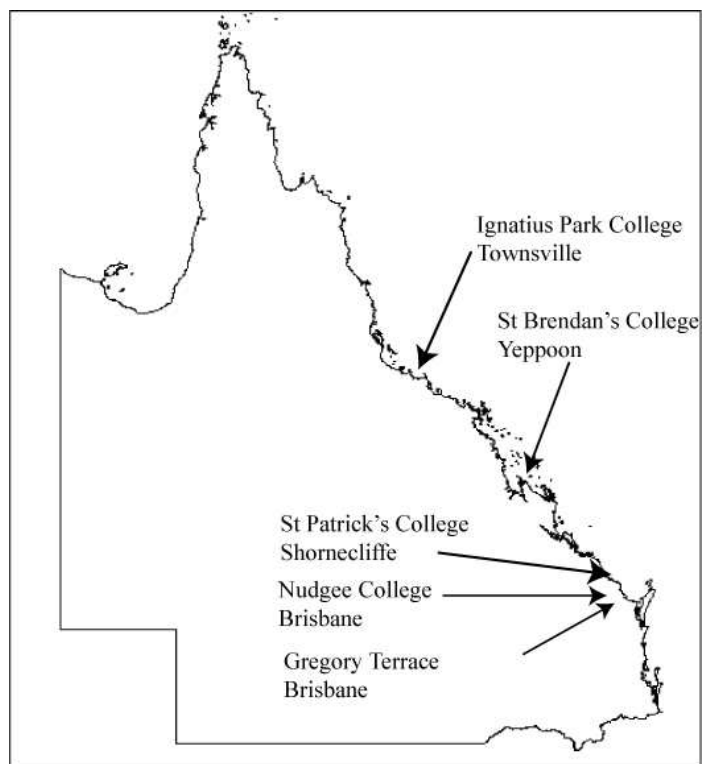 Ignatius Park College
Townsville
St Brendan's College
Yeppoon
St Patrick's College
Shornecliffe
Nudgee College
Brisbane
Gregory Terrace
Brisbane